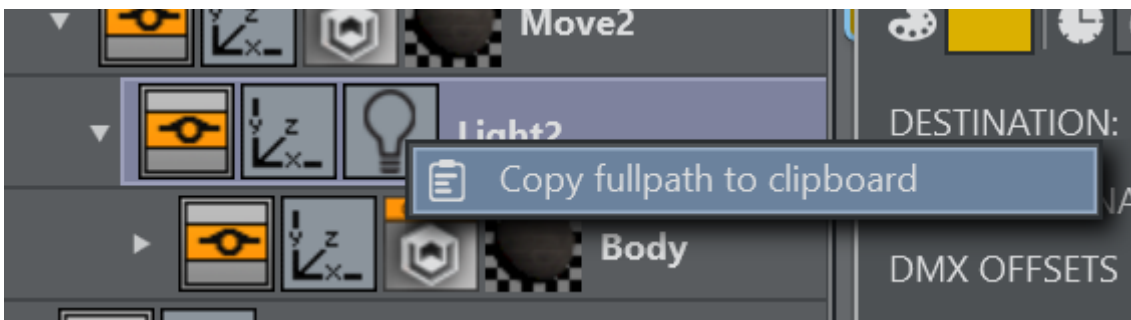 Move2
Light2
DESTINATION:
Copy fullpath to clipboard
Body
DMX OFFSETS